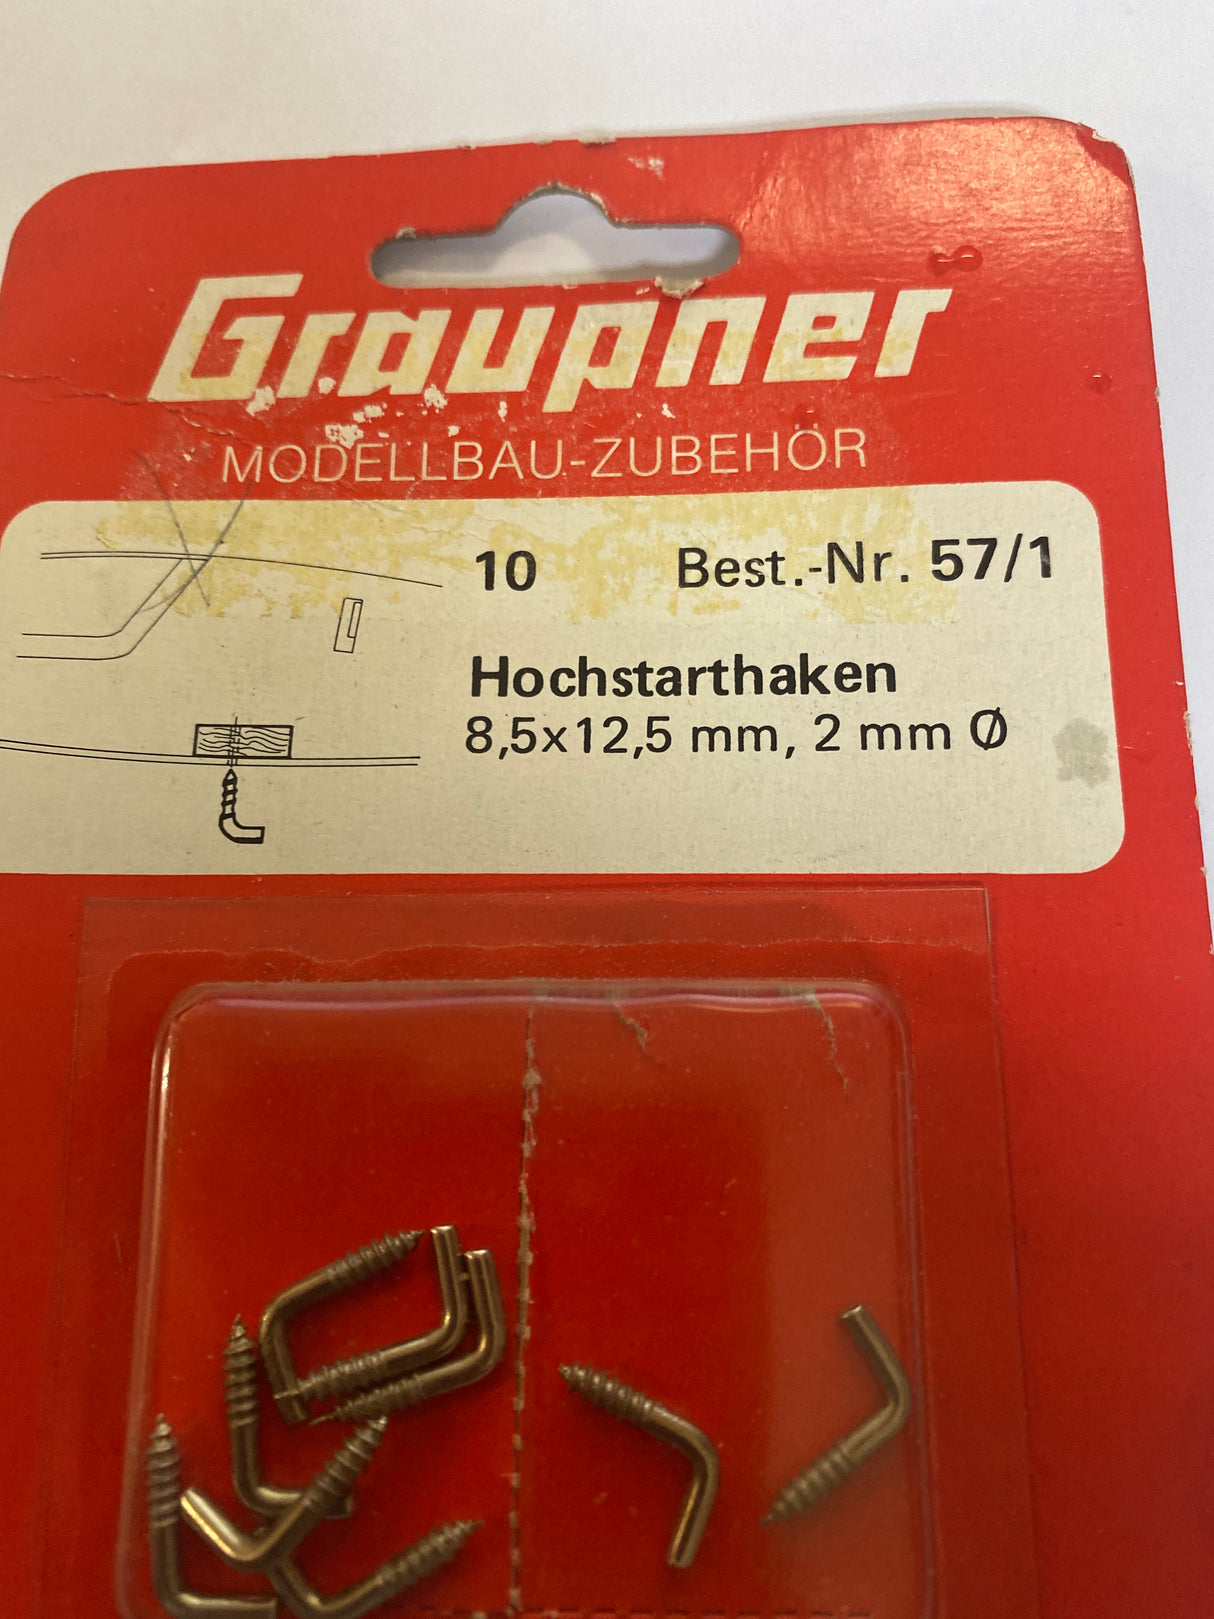 Graupner
MODELLBAU-ZUBEHÖR
10 Best.-Nr. 57/1
Hochstarthaken
8,5x12,5 mm, 2 mm Ø